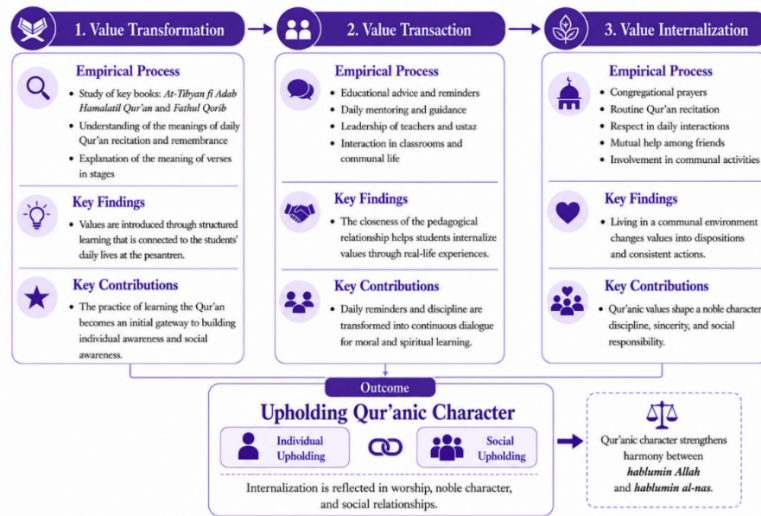 1. Value Transformation
Empirical Process
• Study of key books: At-Tibyan fi Adab
Hamalatil Qur'an and Fathul Qorib
• Understanding of the meanings of daily
Qur'an recitation and remembrance
• Explanation of the meaning of verses
in stages
Key Findings
• Values are introduced through structured
learning that is connected to the students'
daily lives at the pesantren.
Key Contributions
• The practice of learning the Qur'an
becomes an initial gateway to building
individual awareness and social
awareness.
2. Value Transaction
Empirical Process
• Educational advice and reminders
• Daily mentoring and guidance
• Leadership of teachers and ustaz
• Interaction in classrooms and
communal life
Key Findings
• The closeness of the pedagogical
relationship helps students internalize
values through real-life experiences.
Key Contributions
• Daily reminders and discipline are
transformed into continuous dialogue
for moral and spiritual learning.
3. Value Internalization
Empirical Process
• Congregational prayers
• Routine Qur'an recitation
• Respect in daily interactions
• Mutual help among friends
• Involvement in communal activities
Key Findings
• Living in a communal environment
changes values into dispositions
and consistent actions.
Key Contributions
• Qur'anic values shape a noble character,
discipline, sincerity, and social
responsibility.
Outcome
Upholding Qur'anic Character
Individual
Upholding
Social
Upholding
Internalization is reflected in worship, noble character,
and social relationships.
Qur'anic character strengthens
harmony between
hablumin Allah
and hablumin al-nas.